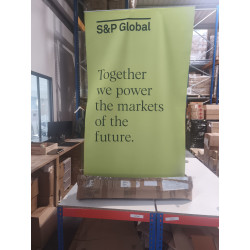 S&P Global
Together
we power
the markets
of the
future.